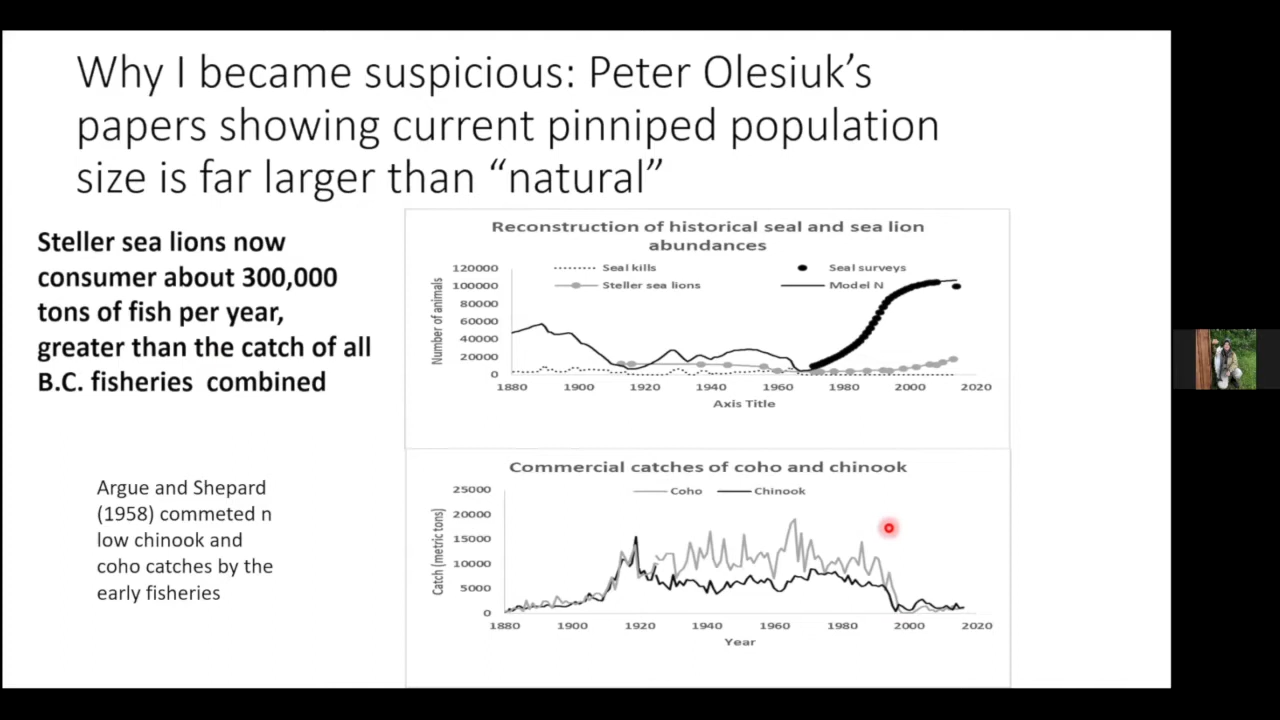 Why I became suspicious: Peter Olesiuk's
papers showing current pinniped population
size is far larger than “natural”
Steller sea lions now
consumer about 300,000
tons of fish per year,
greater than the catch of all
B.C. fisheries combined
Argue and Shepard
(1958) commeted n
low chinook and
coho catches by the
early fisheries
Reconstruction of historical seal and sea lion
abundances
Seal kills
Seal surveys
Steller sea lions
Model N
Number of animals
120000
100000
80000
60000
40000
20000
0
1880 1900 1920 1940 1960 1980 2000 2020
Axis Title
Commercial catches of coho and chinook
Coho Chinook
Catch (metric tons)
25000
20000
15000
10000
5000
0
1880 1900 1920 1940 1960 1980 2000 2020
Year